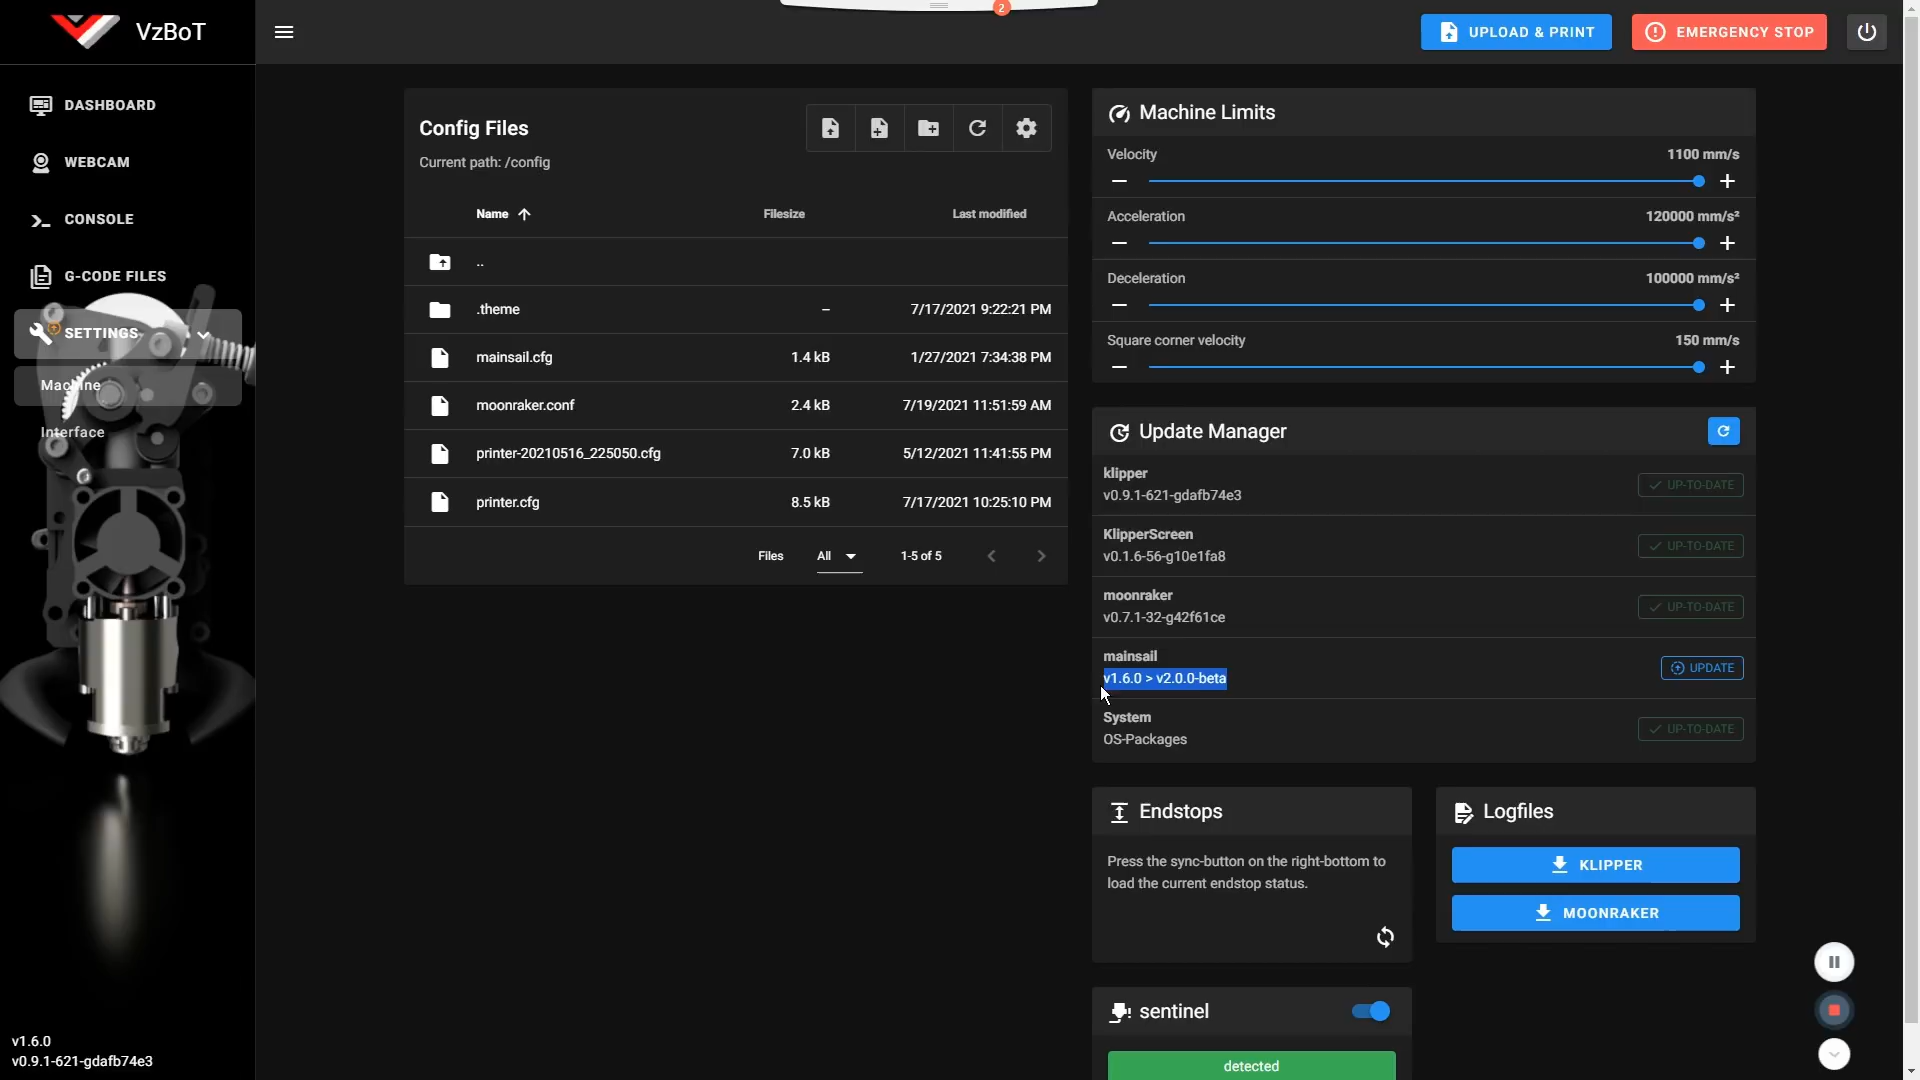 VzBoT
2
UPLOAD & PRINT
EMERGENCY STOP
DASHBOARD
WEBCAM
CONSOLE
G-CODE FILES
SETTINGS
Machine
Interface
v1.6.0
v0.9.1-621-gdafb74e3
Config Files
Current path: /config
Name Filesize Last modified
..
.theme – 7/17/2021 9:22:21 PM
mainsail.cfg 1.4 kB 1/27/2021 7:34:38 PM
moonraker.conf 2.4 kB 7/19/2021 11:51:59 AM
printer-20210516_225050.cfg 7.0 kB 5/12/2021 11:41:55 PM
printer.cfg 8.5 kB 7/17/2021 10:25:10 PM
Files All 1-5 of 5
Machine Limits
Velocity 1100 mm/s
Acceleration 120000 mm/s²
Deceleration 100000 mm/s²
Square corner velocity 150 mm/s
Update Manager
klipper
v0.9.1-621-gdafb74e3
UP-TO-DATE
KlipperScreen
v0.1.6-56-g10e1fa8
UP-TO-DATE
moonraker
v0.7.1-32-g42f61ce
UP-TO-DATE
mainsail
v1.6.0 > v2.0.0-beta
UPDATE
System
OS-Packages
UP-TO-DATE
Endstops
Press the sync-button on the right-bottom to
load the current endstop status.
Logfiles
KLIPPER
MOONRAKER
sentinel
detected